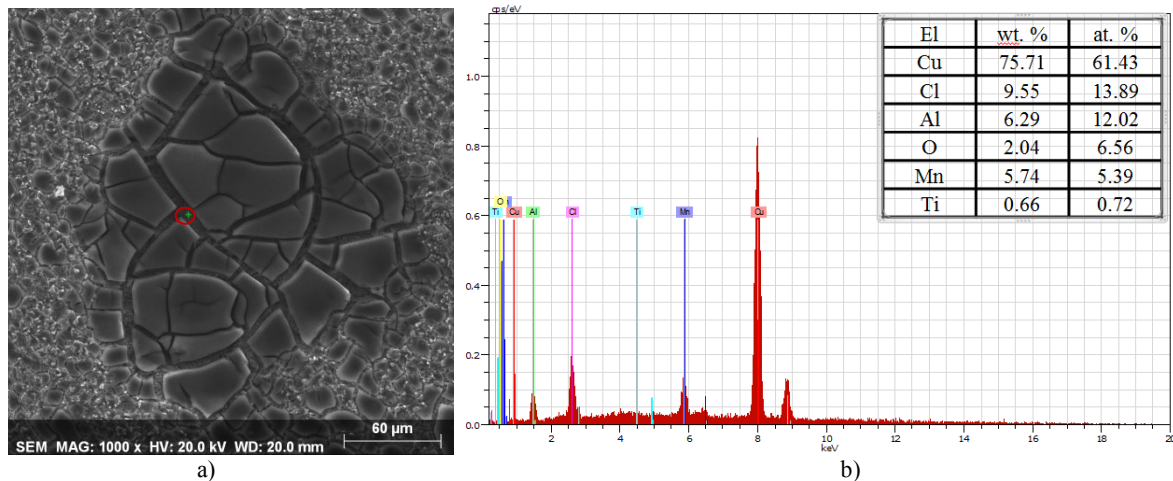 SEM MAG: 1000 x HV: 20.0 kV WD: 20.0 mm
60 µm
a)
cps/eV
1.0
0.8
0.6
0.4
0.2
0.0
Ti
O
Cu
Al
Cl
Ti
Mn
Cu
2 4 6 8 10 12 14 16 18 20
keV
El wt. % at. %
Cu 75.71 61.43
Cl 9.55 13.89
Al 6.29 12.02
O 2.04 6.56
Mn 5.74 5.39
Ti 0.66 0.72
b)